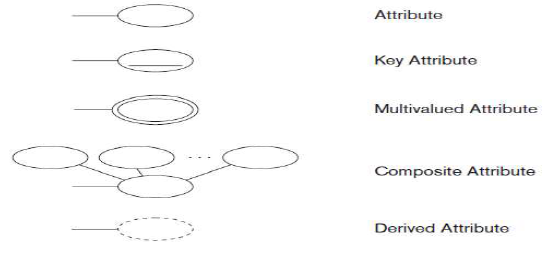 Attribute
Key Attribute
Multivalued Attribute
Composite Attribute
Derived Attribute